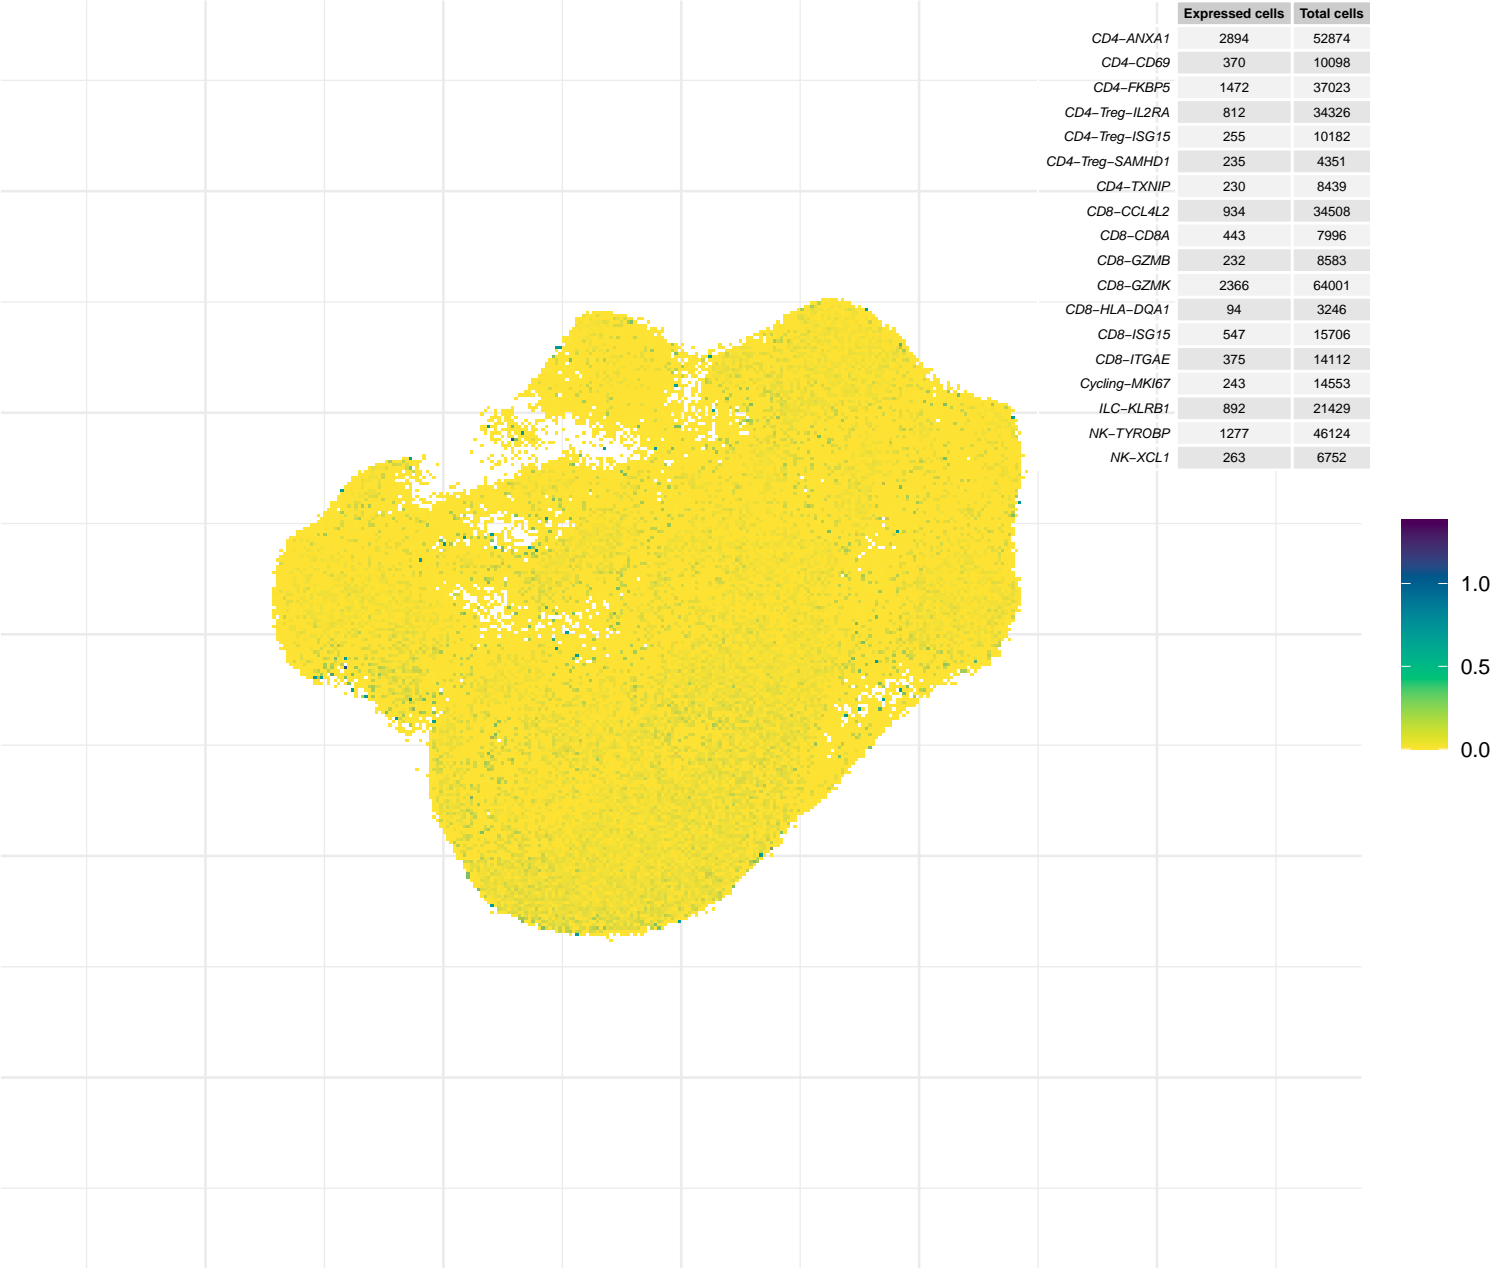 Expressed cells Total cells
CD4−ANXA1 2894 52874
CD4−CD69 370 10098
CD4−FKBP5 1472 37023
CD4−Treg−IL2RA 812 34326
CD4−Treg−ISG15 255 10182
CD4−Treg−SAMHD1 235 4351
CD4−TXNIP 230 8439
CD8−CCL4L2 934 34508
CD8−CD8A 443 7996
CD8−GZMB 232 8583
CD8−GZMK 2366 64001
CD8−HLA−DQA1 94 3246
CD8−ISG15 547 15706
CD8−ITGAE 375 14112
Cycling−MKI67 243 14553
ILC−KLRB1 892 21429
NK−TYROBP 1277 46124
NK−XCL1 263 6752
1.0
0.5
0.0